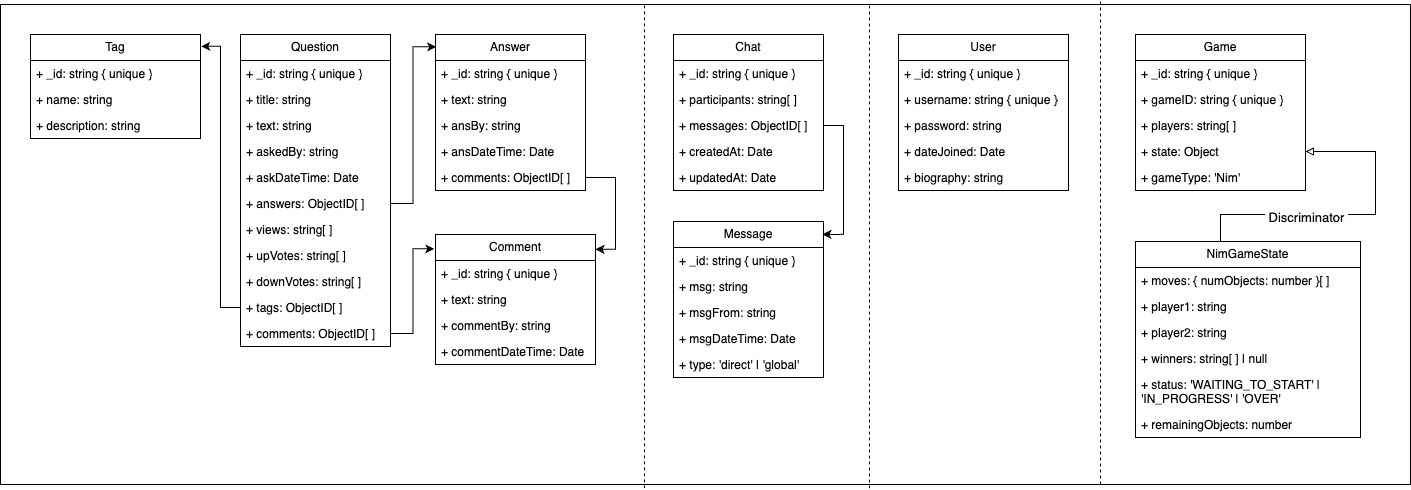 Tag
+ _id: string { unique }
+ name: string
+ description: string
Question
+ _id: string { unique }
+ title: string
+ text: string
+ askedBy: string
+ askDateTime: Date
+ answers: ObjectID[ ]
+ views: string[ ]
+ upVotes: string[ ]
+ downVotes: string[ ]
+ tags: ObjectID[ ]
+ comments: ObjectID[ ]
Answer
+ _id: string { unique }
+ text: string
+ ansBy: string
+ ansDateTime: Date
+ comments: ObjectID[ ]
Comment
+ _id: string { unique }
+ text: string
+ commentBy: string
+ commentDateTime: Date
Chat
+ _id: string { unique }
+ participants: string[ ]
+ messages: ObjectID[ ]
+ createdAt: Date
+ updatedAt: Date
Message
+ _id: string { unique }
+ msg: string
+ msgFrom: string
+ msgDateTime: Date
+ type: 'direct' | 'global'
User
+ _id: string { unique }
+ username: string { unique }
+ password: string
+ dateJoined: Date
+ biography: string
Game
+ _id: string { unique }
+ gameID: string { unique }
+ players: string[ ]
+ state: Object
+ gameType: 'Nim'
Discriminator
NimGameState
+ moves: { numObjects: number }[ ]
+ player1: string
+ player2: string
+ winners: string[ ] | null
+ status: 'WAITING_TO_START' |
'IN_PROGRESS' | 'OVER'
+ remainingObjects: number